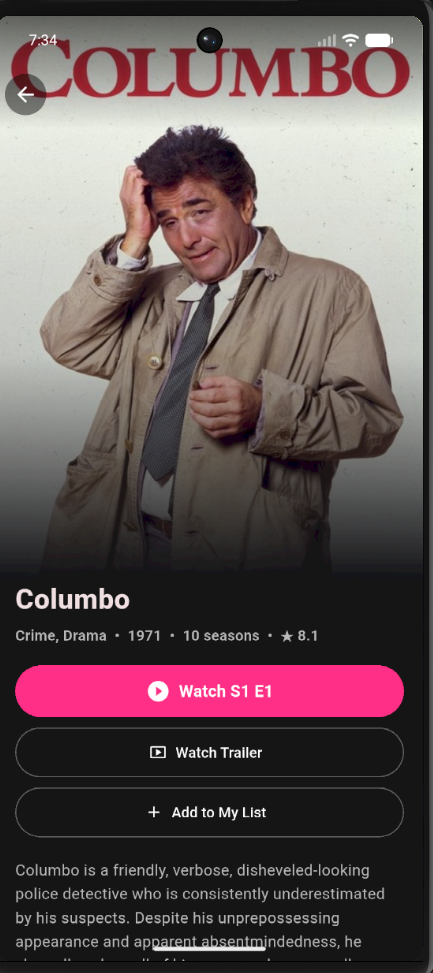 7:34
COLUMBO
Columbo
Crime, Drama • 1971 • 10 seasons • ★ 8.1
Watch S1 E1
Watch Trailer
+ Add to My List
Columbo is a friendly, verbose, disheveled-looking
police detective who is consistently underestimated
by his suspects. Despite his unprepossessing
appearance and apparent absentmindedness, he